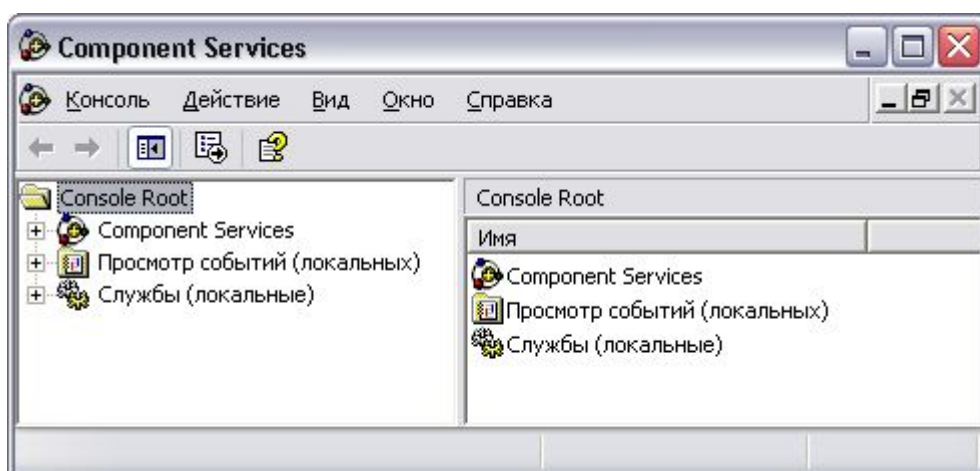 Component Services
Консоль Действие Вид Окно Справка
Console Root
Component Services
Просмотр событий (локальных)
Службы (локальные)
Console Root
Имя
Component Services
Просмотр событий (локальных)
Службы (локальные)